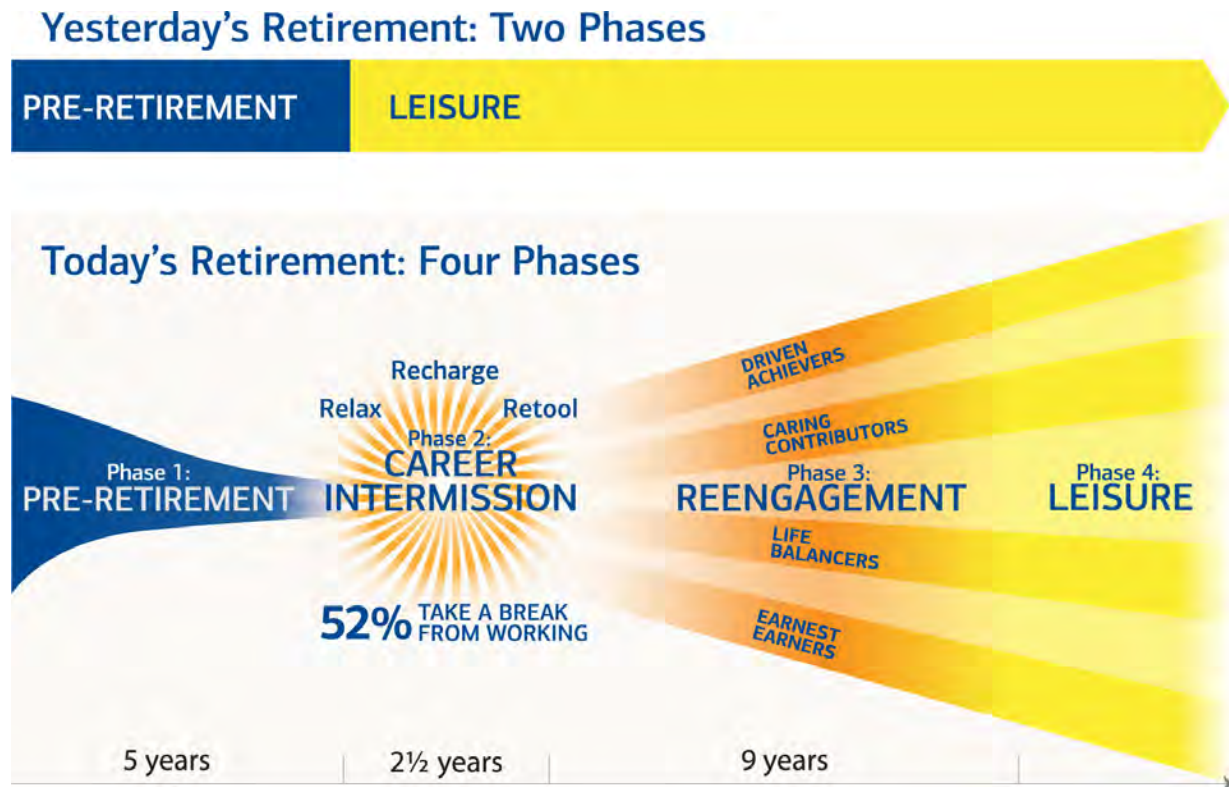 Yesterday's Retirement: Two Phases
PRE-RETIREMENT
LEISURE
Today's Retirement: Four Phases
Recharge
Relax
Retool
Phase 1:
PRE-RETIREMENT
Phase 2:
CAREER
INTERMISSION
52% TAKE A BREAK
FROM WORKING
DRIVEN
ACHIEVERS
CARING
CONTRIBUTORS
Phase 3:
REENGAGEMENT
LIFE
BALANCERS
EARNEST
EARNERS
Phase 4:
LEISURE
5 years
2½ years
9 years